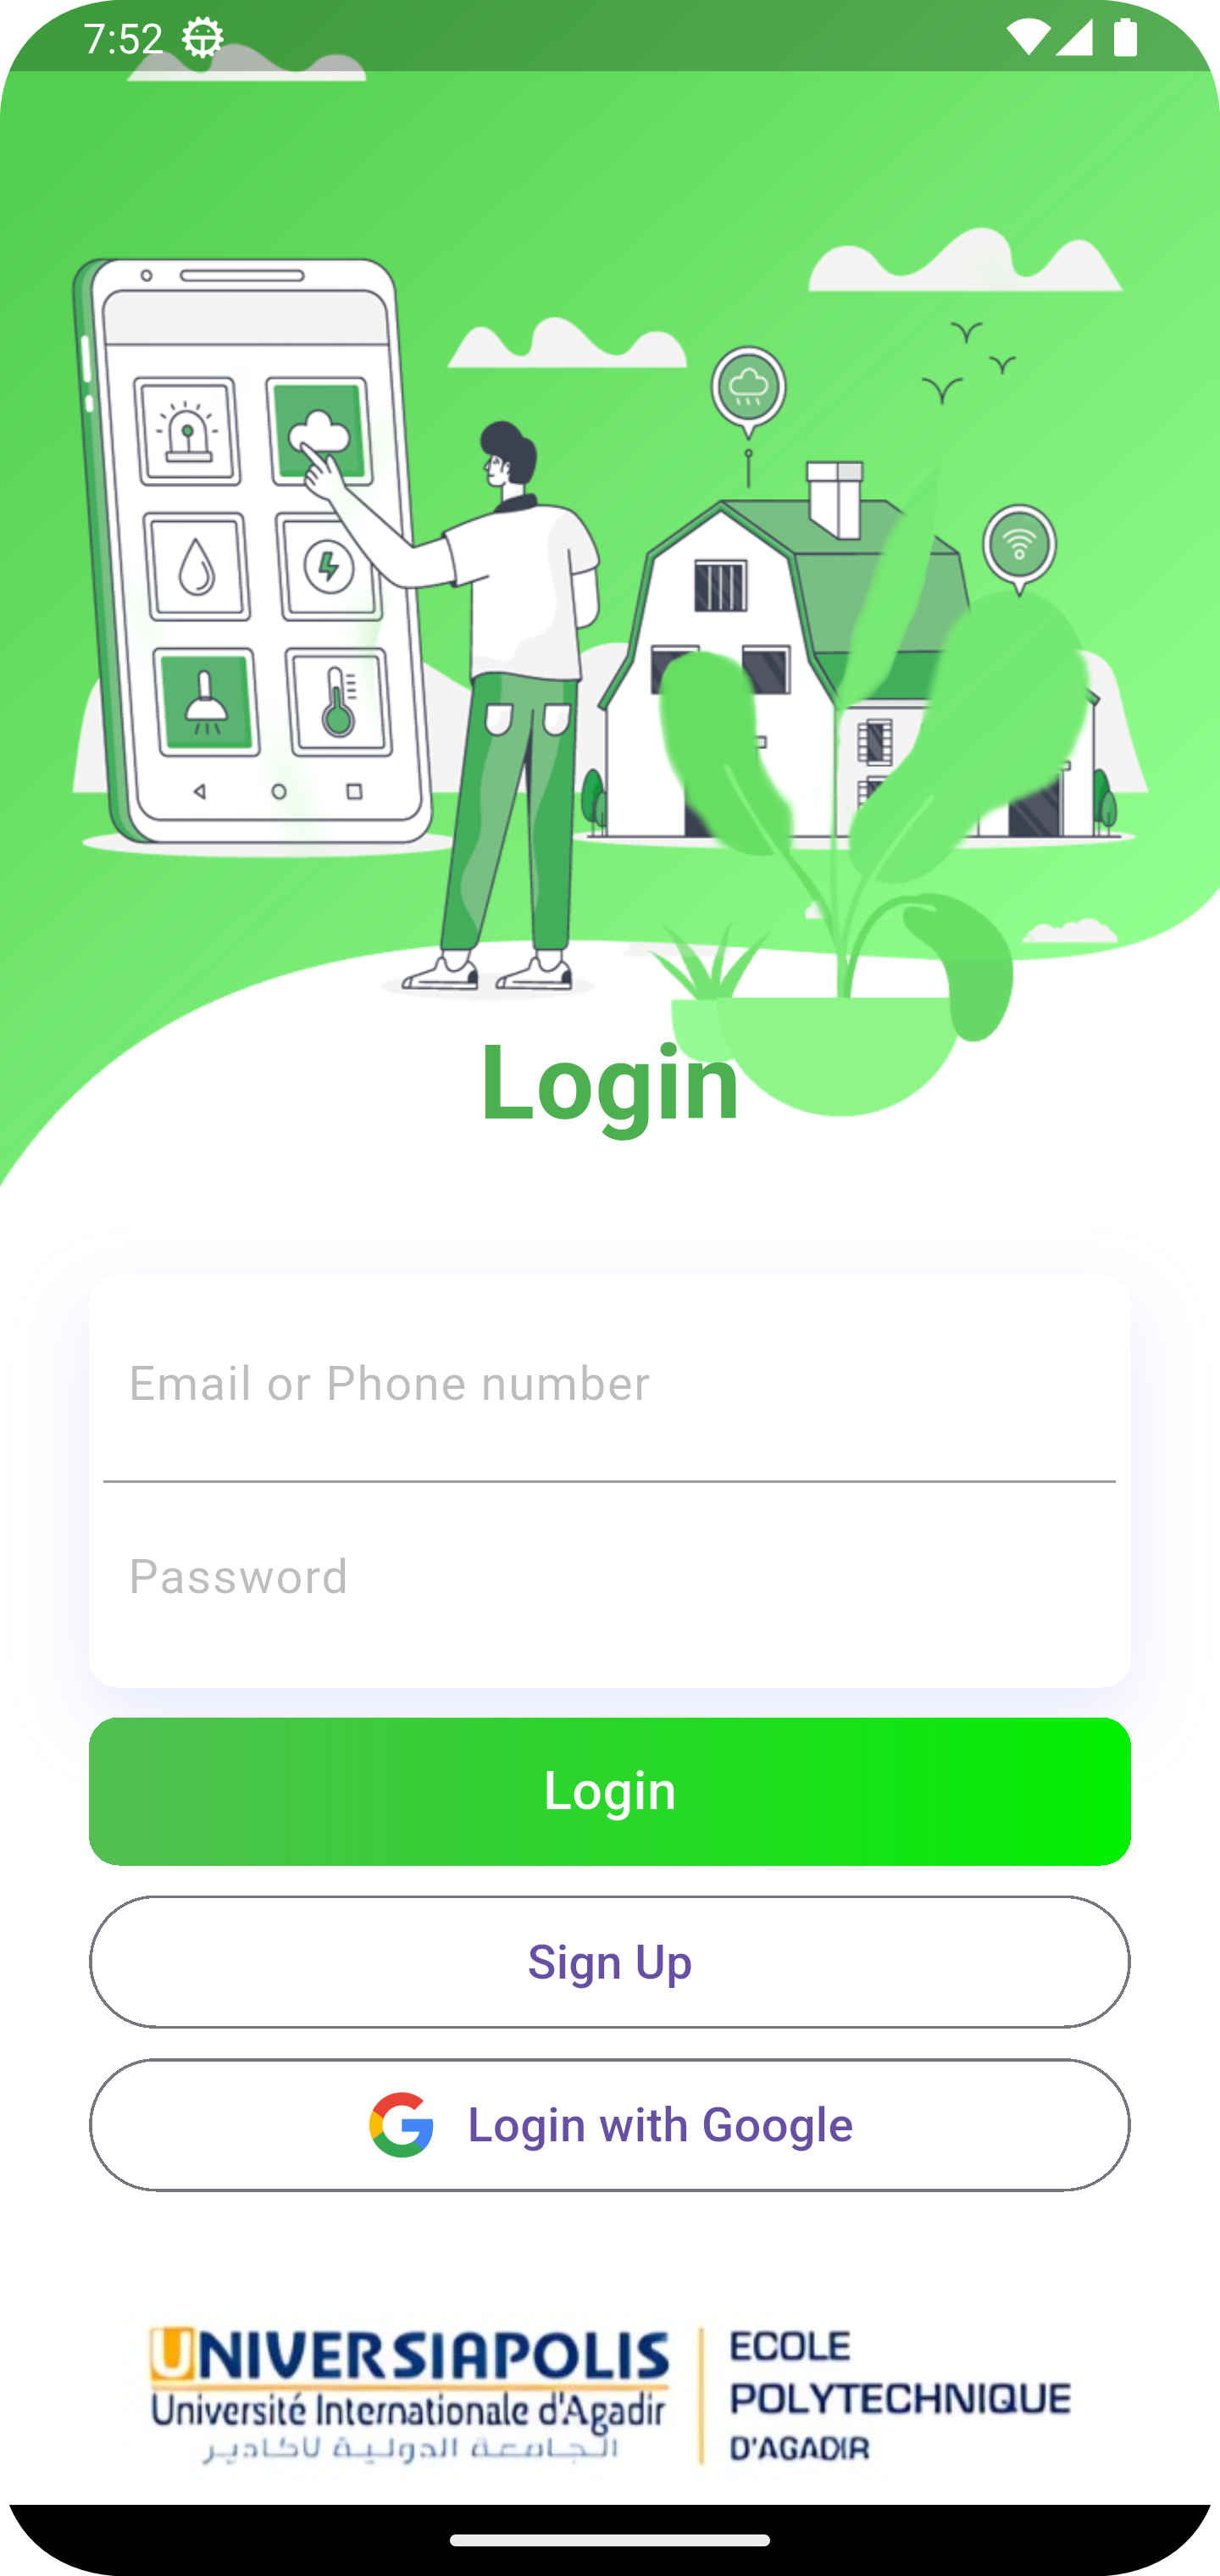 7:52
Login
Email or Phone number
Password
Login
Sign Up
Login with Google
UNIVERSIAPOLIS
Université Internationale d'Agadir
الجامعة الدولية لأكادير
ECOLE
POLYTECHNIQUE
D'AGADIR